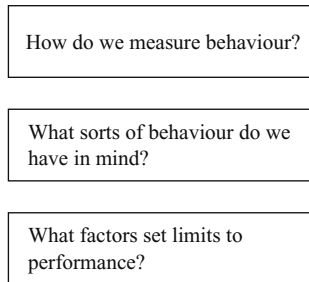 How do we measure behaviour?
What sorts of behaviour do we
have in mind?
What factors set limits to
performance?